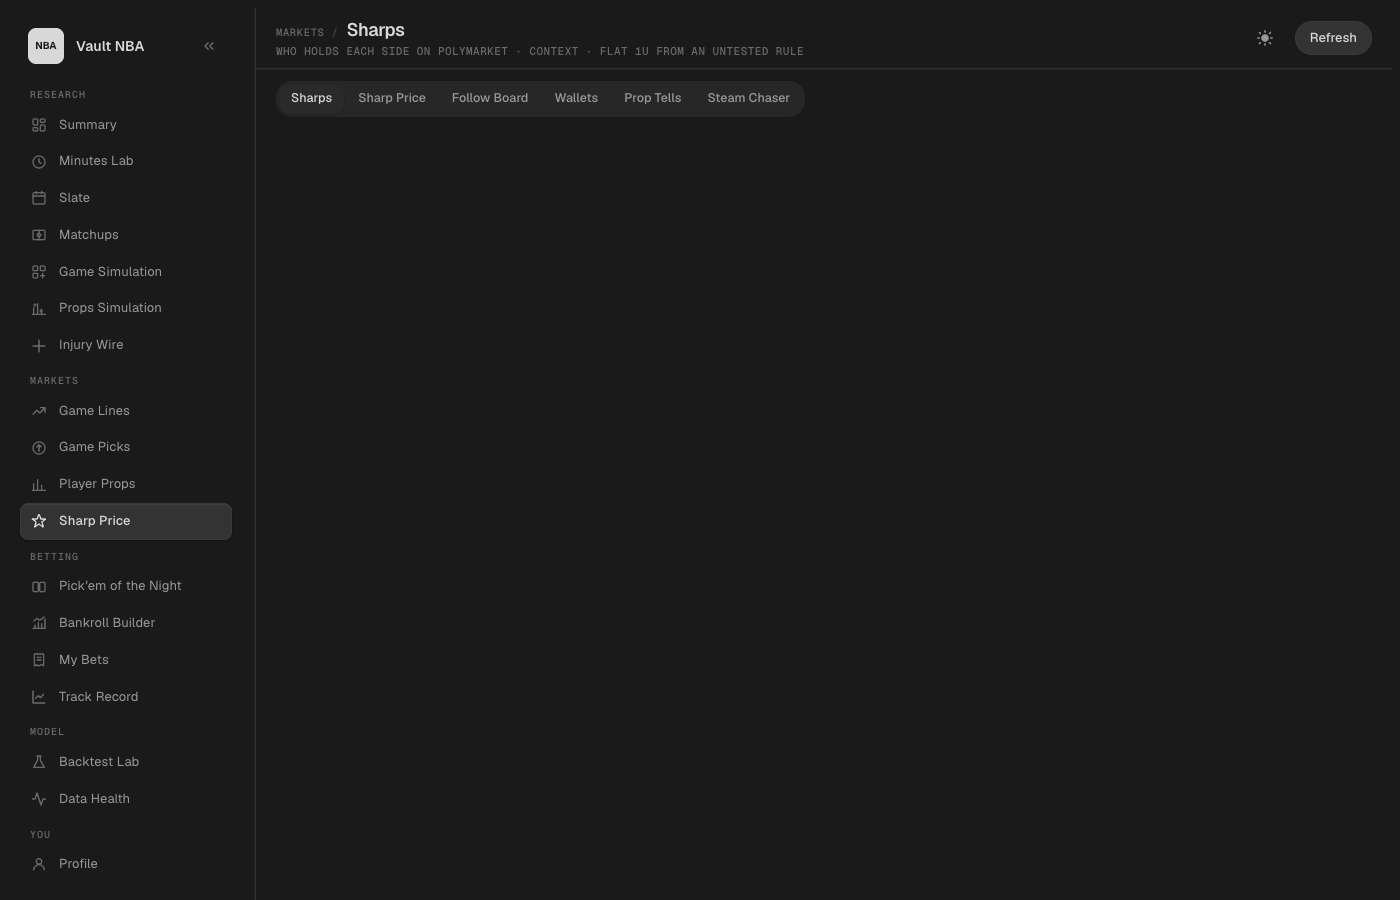 NBA
Vault NBA
RESEARCH
Summary
Minutes Lab
Slate
Matchups
Game Simulation
Props Simulation
Injury Wire
MARKETS
Game Lines
Game Picks
Player Props
Sharp Price
BETTING
Pick'em of the Night
Bankroll Builder
My Bets
Track Record
MODEL
Backtest Lab
Data Health
YOU
Profile
MARKETS / Sharps
WHO HOLDS EACH SIDE ON POLYMARKET · CONTEXT · FLAT 1U FROM AN UNTESTED RULE
Refresh
Sharps Sharp Price Follow Board Wallets Prop Tells Steam Chaser